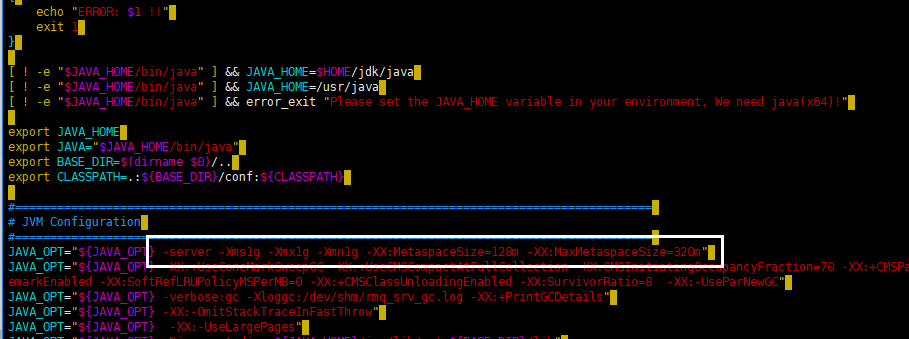 {
    echo "ERROR: $1 !!"
    exit 1
}
[ ! -e "$JAVA_HOME/bin/java" ] && JAVA_HOME=$HOME/jdk/java
[ ! -e "$JAVA_HOME/bin/java" ] && JAVA_HOME=/usr/java
[ ! -e "$JAVA_HOME/bin/java" ] && error_exit "Please set the JAVA_HOME variable in your environment, We need java(x64)!"
export JAVA_HOME
export JAVA="$JAVA_HOME/bin/java"
export BASE_DIR=$(dirname $0)/..
export CLASSPATH=.:${BASE_DIR}/conf:${CLASSPATH}
#===========================================================================================
# JVM Configuration
#===========================================================================================
JAVA_OPT="${JAVA_OPT} -server -Xms1g -Xmx1g -Xmn1g -XX:MetaspaceSize=128m -XX:MaxMetaspaceSize=320m"
JAVA_OPT="${JAVA_OPT} -XX:+UseConcMarkSweepGC -XX:+UseCMSCompactAtFullCollection -XX:CMSInitiatingOccupancyFraction=70 -XX:+CMSPa
emarkEnabled -XX:SoftRefLRUPolicyMSPerMB=0 -XX:+CMSClassUnloadingEnabled -XX:SurvivorRatio=8  -XX:-UseParNewGC"
JAVA_OPT="${JAVA_OPT} -verbose:gc -Xloggc:/dev/shm/rmq_srv_gc.log -XX:+PrintGCDetails"
JAVA_OPT="${JAVA_OPT} -XX:-OmitStackTraceInFastThrow"
JAVA_OPT="${JAVA_OPT}  -XX:-UseLargePages"